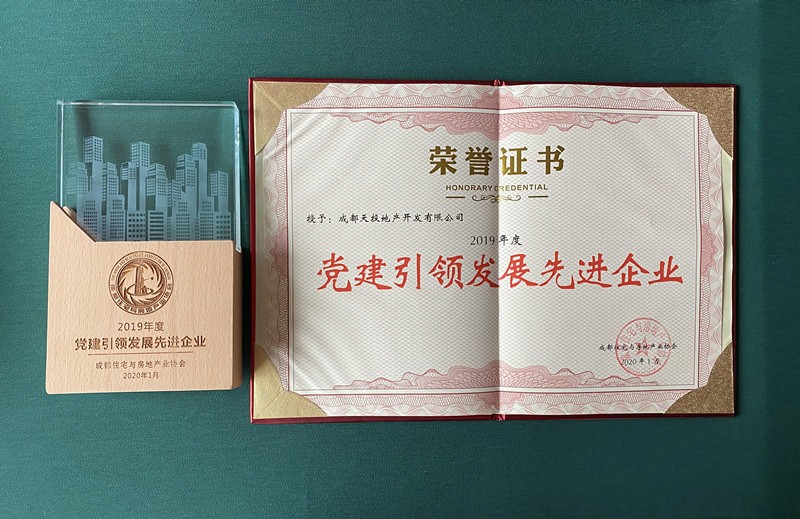 2019年度
党建引领发展先进企业
成都住宅与房地产业协会
2020年1月
荣誉证书
HONORARY CREDENTIAL
授予：成都天投地产开发有限公司
2019年度
党建引领发展先进企业
成都住宅与房地产业协会
2020年1月